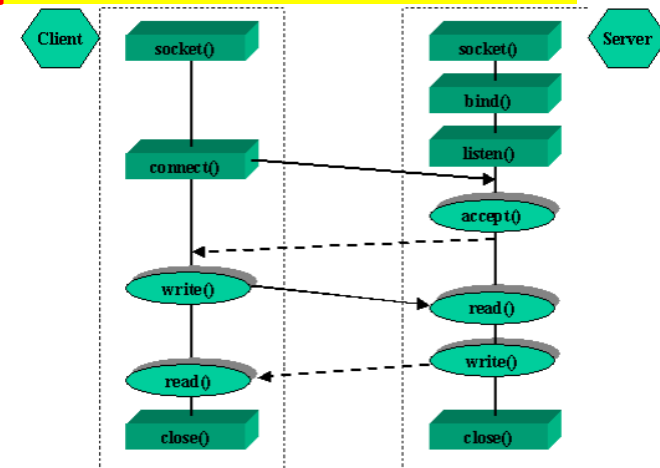 Client
socket()
connect()
write()
read()
close()
Server
socket()
bind()
listen()
accept()
read()
write()
close()